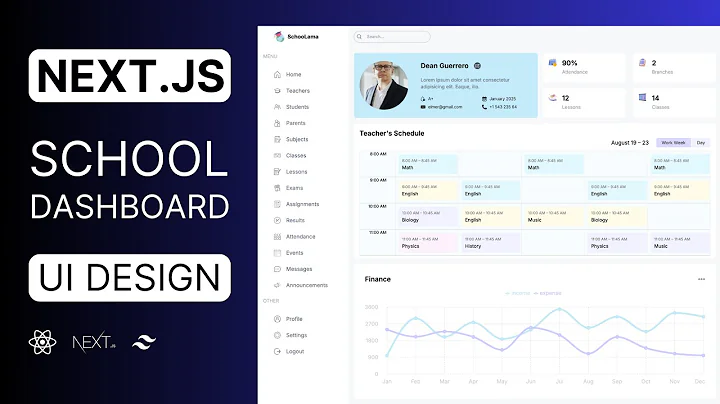 NEXT.JS
SCHOOL
DASHBOARD
UI DESIGN
NEXT.JS
SchooLama
Search...
MENU
Home
Teachers
Students
Parents
Subjects
Classes
Lessons
Exams
Assignments
Results
Attendance
Events
Messages
Announcements
OTHER
Profile
Settings
Logout
Dean Guerrero
Lorem ipsum dolor sit amet consectetur
adipisicing elit. Eaque, illo.
A+
January 2025
elmer@gmail.com
+1 543 235 64
90%
Attendance
2
Branches
12
Lessons
14
Classes
Teacher's Schedule
August 19 – 23
Work Week
Day
8:00 AM
8:00 AM – 8:45 AM
Math
8:00 AM – 8:45 AM
Math
8:00 AM – 8:45 AM
Math
9:00 AM
9:00 AM – 9:45 AM
English
9:00 AM – 9:45 AM
English
9:00 AM – 9:45 AM
English
9:00 AM – 9:45 AM
English
10:00 AM
10:00 AM – 10:45 AM
Biology
10:00 AM – 10:45 AM
English
10:00 AM – 10:45 AM
Music
10:00 AM – 10:45 AM
Biology
11:00 AM
11:00 AM – 11:45 AM
Physics
11:00 AM – 11:45 AM
History
11:00 AM – 11:45 AM
Physics
11:00 AM – 11:45 AM
Music
Finance
income
expense
3600
2700
1800
900
0
Jan Feb Mar Apr May Jun Jul Aug Sep Oct Nov Dec